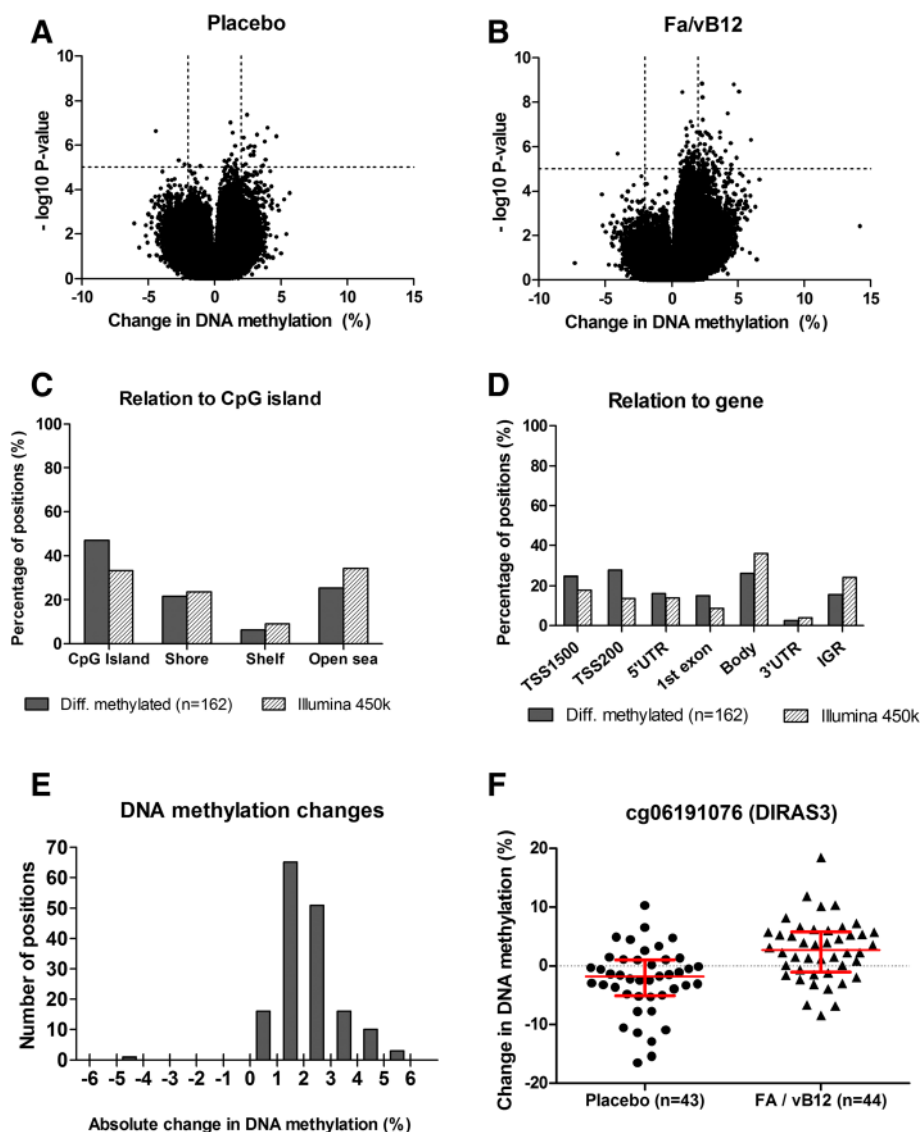 A
Placebo
- log10 P-value
10
8
6
4
2
0
-10 -5 0 5 10 15
Change in DNA methylation (%)
B
Fa/vB12
- log10 P-value
10
8
6
4
2
0
-10 -5 0 5 10 15
Change in DNA methylation (%)
C
Relation to CpG island
Percentage of positions (%)
100
80
60
40
20
0
CpG Island Shore Shelf Open sea
Diff. methylated (n=162) Illumina 450k
D
Relation to gene
Percentage of positions (%)
100
80
60
40
20
0
TSS1500 TSS200 5'UTR 1st exon Body 3'UTR IGR
Diff. methylated (n=162) Illumina 450k
E
DNA methylation changes
Number of positions
70
60
50
40
30
20
10
0
-6 -5 -4 -3 -2 -1 0 1 2 3 4 5 6
Absolute change in DNA methylation (%)
F
cg06191076 (DIRAS3)
Change in DNA methylation (%)
20
10
0
-10
-20
Placebo (n=43) FA / vB12 (n=44)